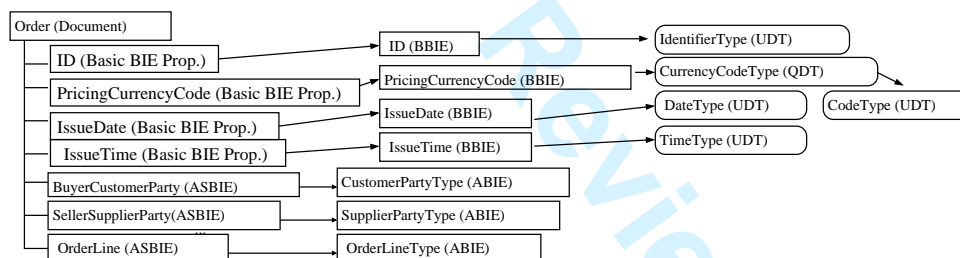 Order (Document)
ID (Basic BIE Prop.)
ID (BBIE)
IdentifierType (UDT)
PricingCurrencyCode (Basic BIE Prop.)
PricingCurrencyCode (BBIE)
CurrencyCodeType (QDT)
IssueDate (Basic BIE Prop.)
IssueDate (BBIE)
DateType (UDT)
CodeType (UDT)
IssueTime (Basic BIE Prop.)
IssueTime (BBIE)
TimeType (UDT)
BuyerCustomerParty (ASBIE)
CustomerPartyType (ABIE)
SellerSupplierParty(ASBIE)
SupplierPartyType (ABIE)
...
OrderLine (ASBIE)
OrderLineType (ABIE)
Revie